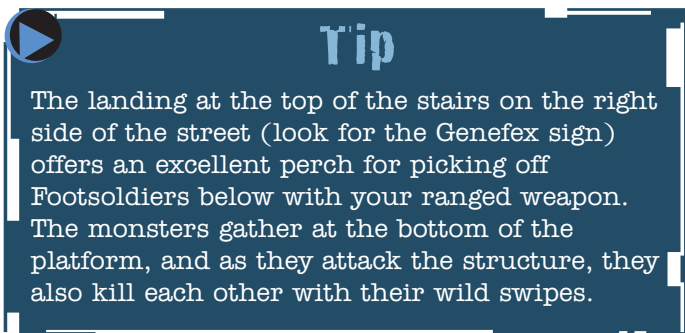 Tip
The landing at the top of the stairs on the right
side of the street (look for the Genefex sign)
offers an excellent perch for picking off
Footsoldiers below with your ranged weapon.
The monsters gather at the bottom of the
platform, and as they attack the structure, they
also kill each other with their wild swipes.